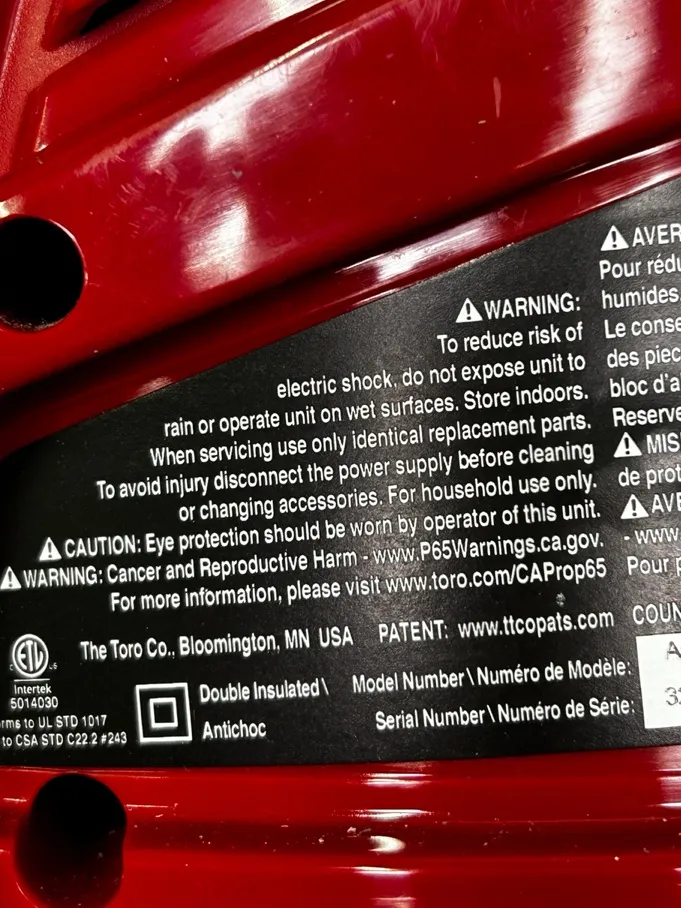 WARNING:
To reduce risk of
electric shock, do not expose unit to
rain or operate unit on wet surfaces. Store indoors.
When servicing use only identical replacement parts.
To avoid injury disconnect the power supply before cleaning
or changing accessories. For household use only.
CAUTION: Eye protection should be worn by operator of this unit.
WARNING: Cancer and Reproductive Harm - www.P65Warnings.ca.gov.
For more information, please visit www.toro.com/CAProp65
The Toro Co., Bloomington, MN USA PATENT: www.ttcopats.com
ETL
Intertek
5014030
rms to UL STD 1017
to CSA STD C22.2 #243
Double Insulated \
Antichoc
Model Number \ Numéro de Modèle:
Serial Number \ Numéro de Série:
AVER
Pour rédu
humides.
Le conse
des piec
bloc d'a
Reserve
MIS
de prot
AVE
- www
Pour p
COUN